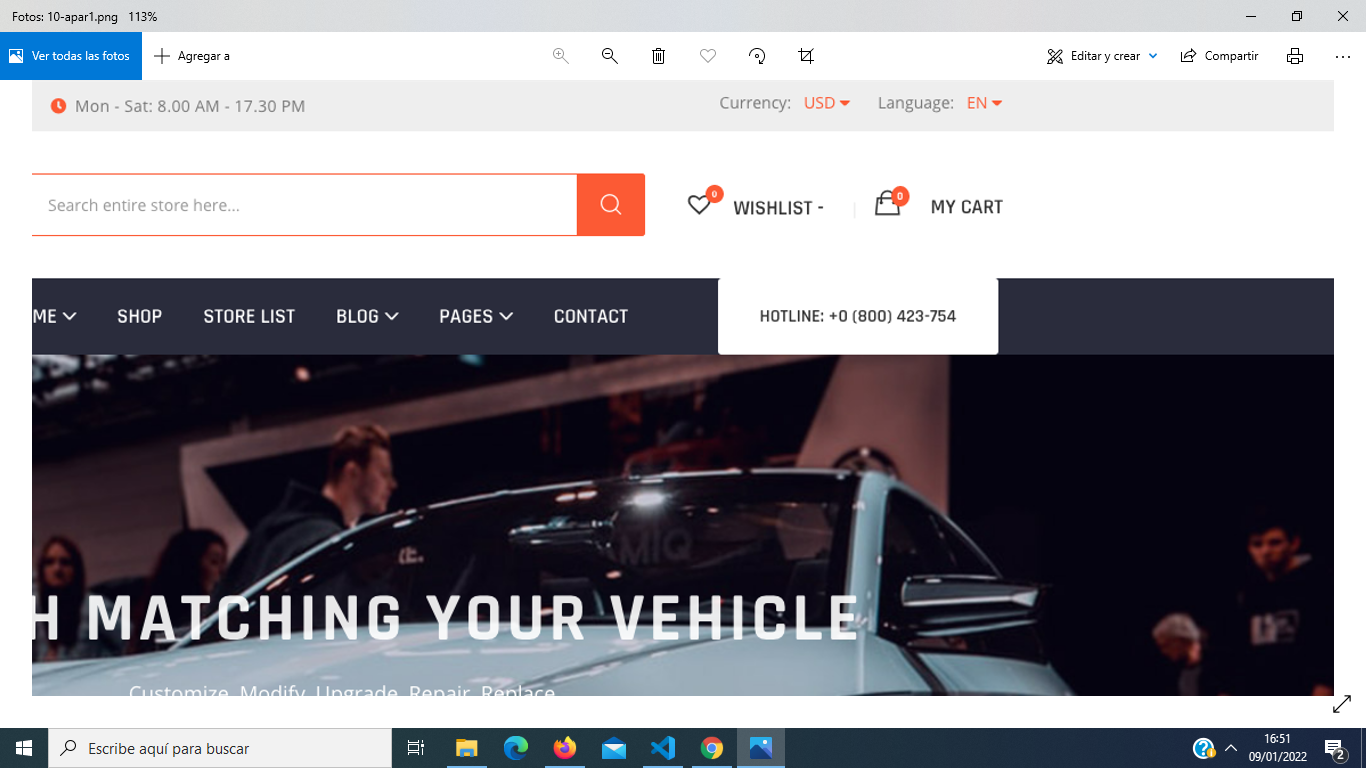 Fotos: 10-apar1.png 113%
Ver todas las fotos
Agregar a
Editar y crear
Compartir
Mon - Sat: 8.00 AM - 17.30 PM
Currency: USD
Language: EN
Search entire store here...
0
WISHLIST -
0
MY CART
ME
SHOP
STORE LIST
BLOG
PAGES
CONTACT
HOTLINE: +0 (800) 423-754
MIQ
H MATCHING YOUR VEHICLE
Customize, Modify, Upgrade, Repair, Replace
Escribe aquí para buscar
16:51
09/01/2022
2